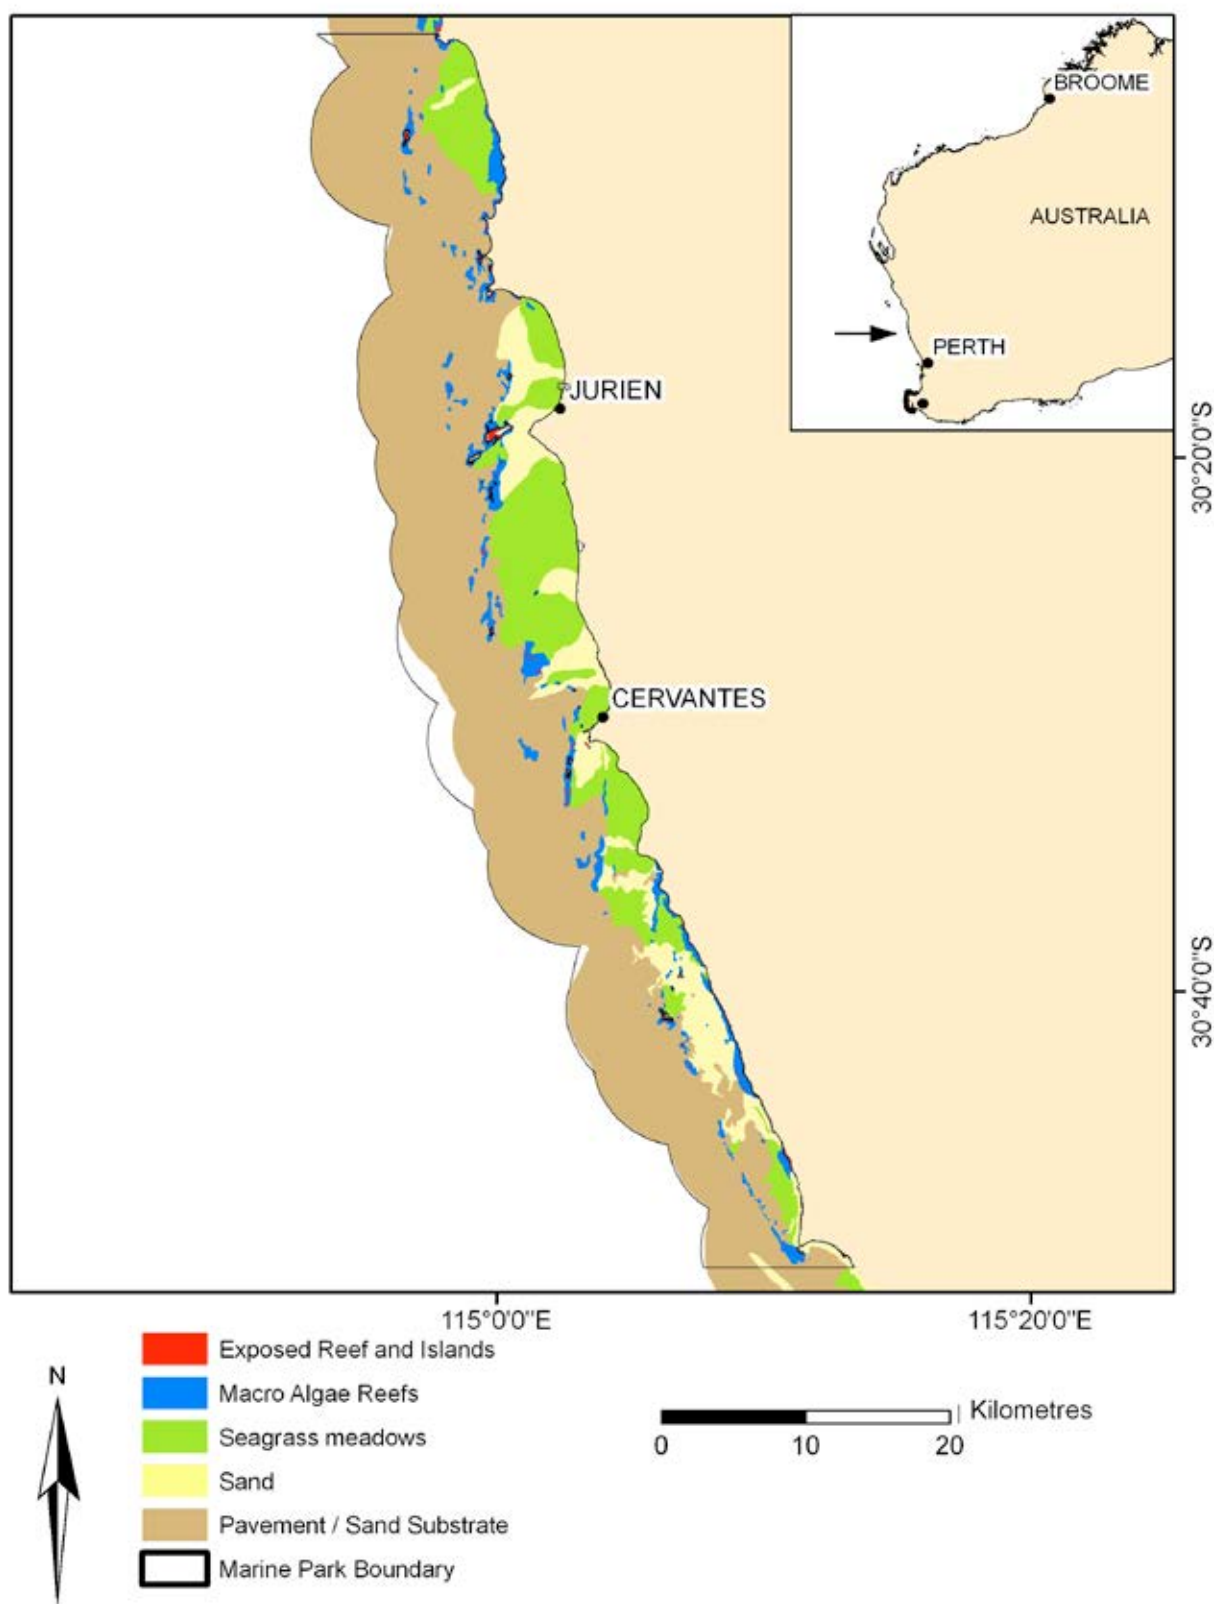 BROOME
AUSTRALIA
PERTH
JURIEN
30°20'0"S
CERVANTES
30°40'0"S
115°0'0"E
115°20'0"E
N
Exposed Reef and Islands
Macro Algae Reefs
Seagrass meadows
Sand
Pavement / Sand Substrate
Marine Park Boundary
Kilometres
0 10 20